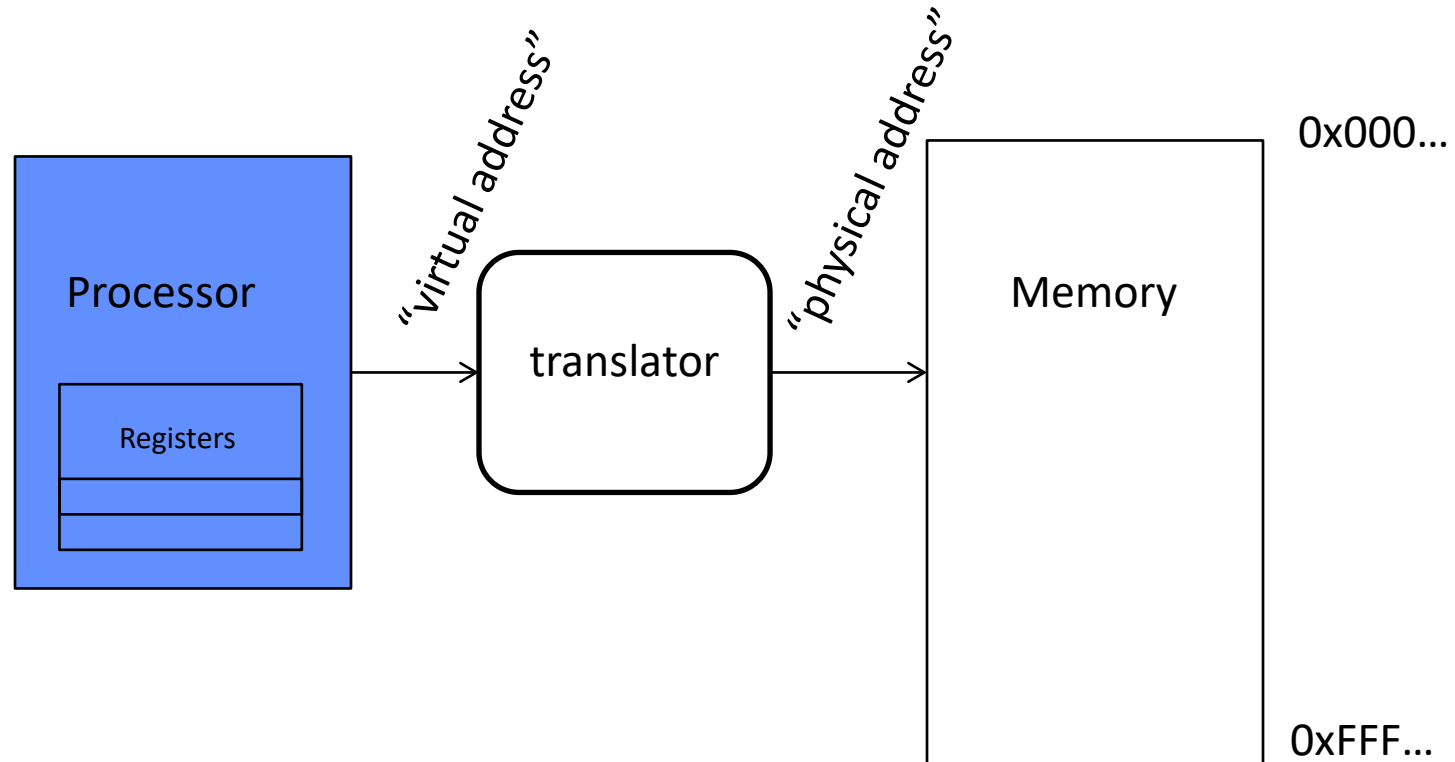 Processor
Registers
“virtual address”
translator
“physical address”
Memory
0x000…
0xFFF…